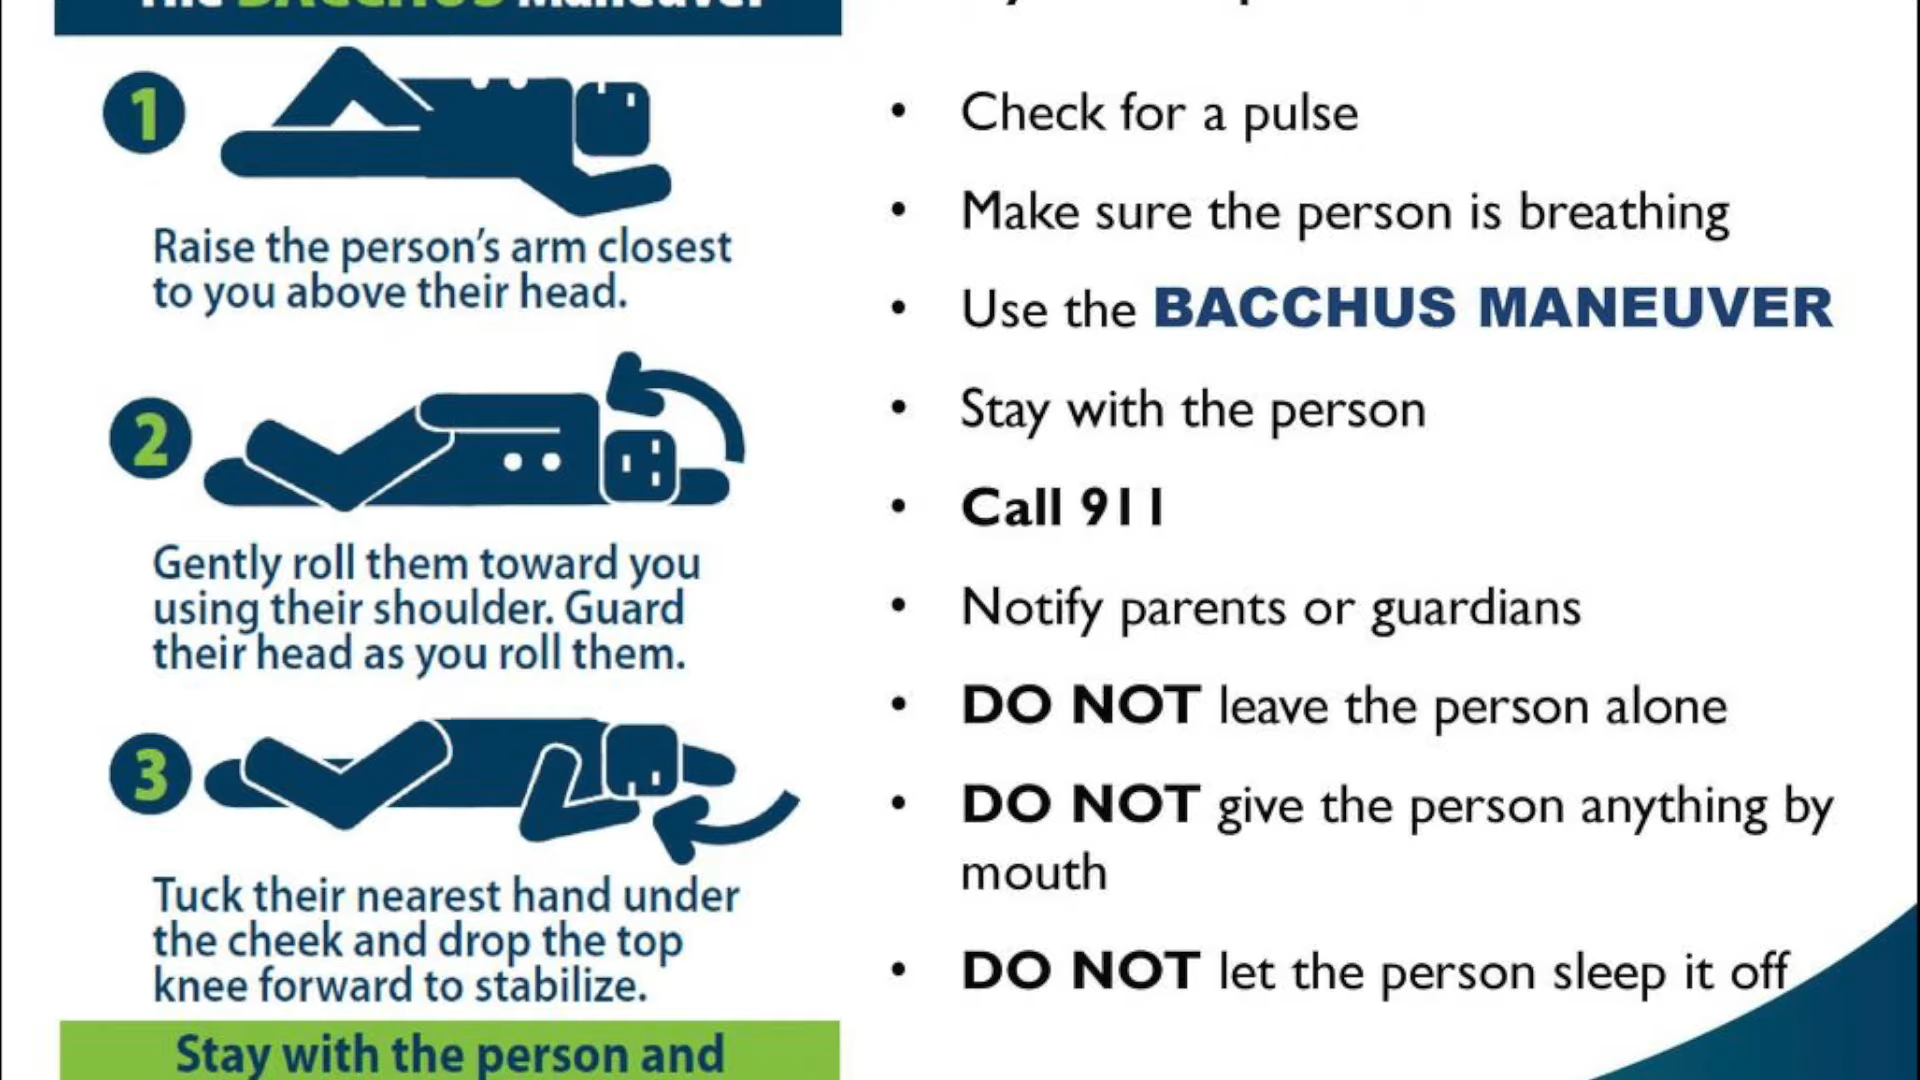 The BACCHUS Maneuver
1
Raise the person's arm closest
to you above their head.
2
Gently roll them toward you
using their shoulder. Guard
their head as you roll them.
3
Tuck their nearest hand under
the cheek and drop the top
knee forward to stabilize.
Stay with the person and
• Check for a pulse
• Make sure the person is breathing
• Use the BACCHUS MANEUVER
• Stay with the person
• Call 911
• Notify parents or guardians
• DO NOT leave the person alone
• DO NOT give the person anything by
mouth
• DO NOT let the person sleep it off